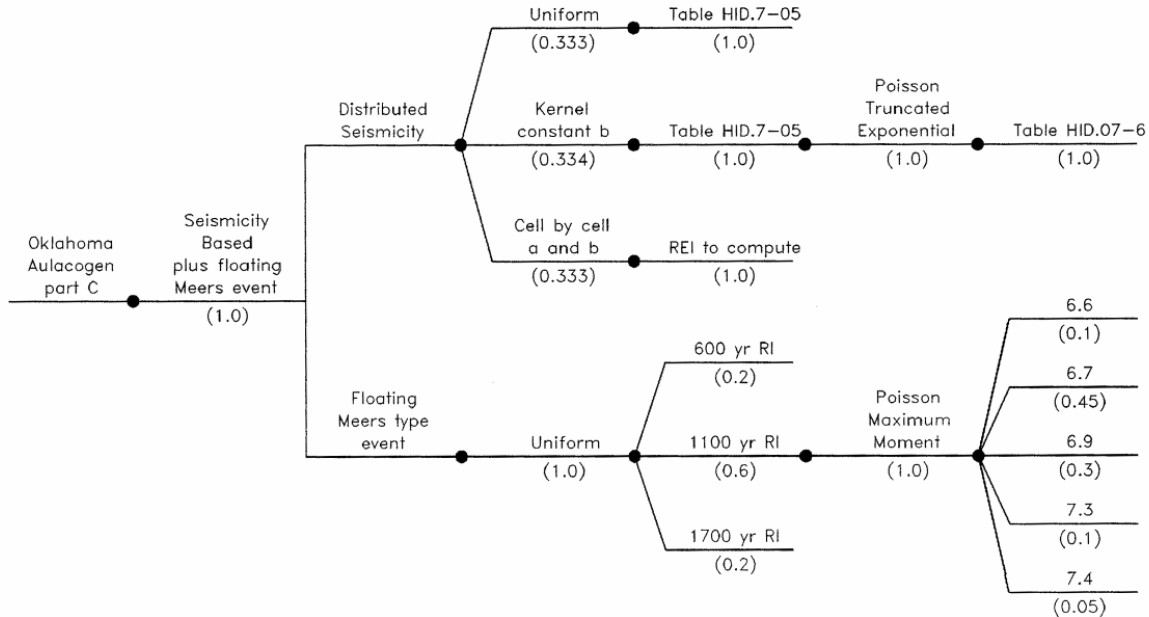 Oklahoma
Aulacogen
part C
Seismicity
Based
plus floating
Meers event
(1.0)
Distributed
Seismicity
Uniform
(0.333)
Table HID.7-05
(1.0)
Kernel
constant b
(0.334)
Table HID.7-05
(1.0)
Poisson
Truncated
Exponential
(1.0)
Table HID.07-6
(1.0)
Cell by cell
a and b
(0.333)
REI to compute
(1.0)
Floating
Meers type
event
Uniform
(1.0)
600 yr RI
(0.2)
1100 yr RI
(0.6)
1700 yr RI
(0.2)
Poisson
Maximum
Moment
(1.0)
6.6
(0.1)
6.7
(0.45)
6.9
(0.3)
7.3
(0.1)
7.4
(0.05)